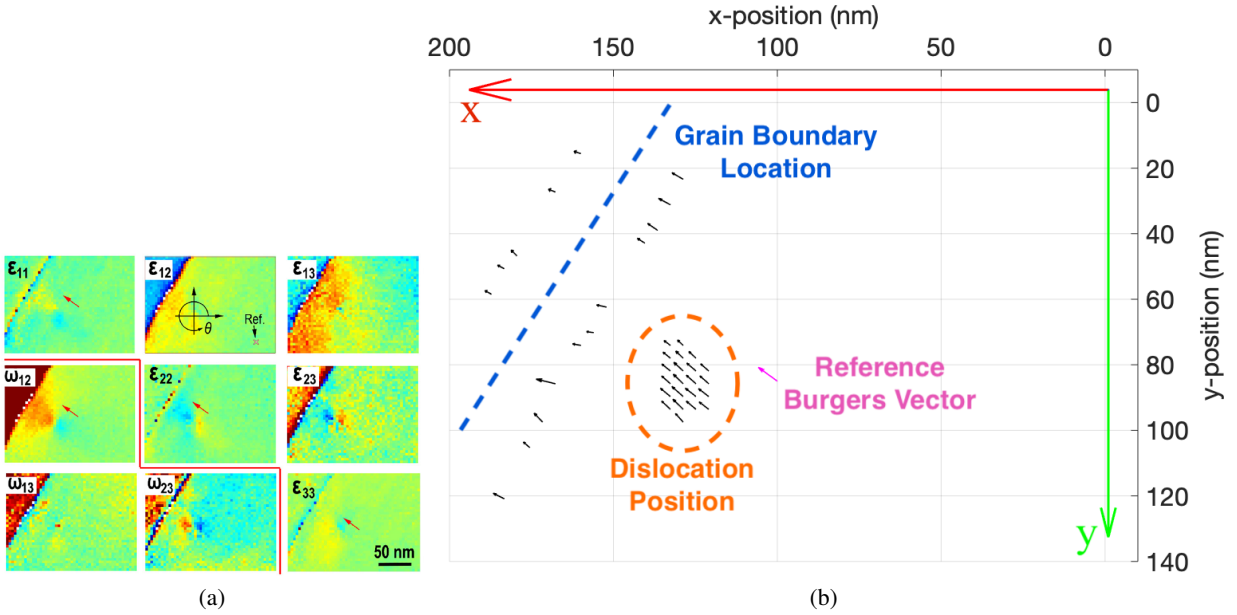 ε11
ε12
ε13
θ
Ref.
ω12
ε22
ε23
ω13
ω23
ε33
50 nm
(a)
x-position (nm)
200 150 100 50 0
X
Grain Boundary
Location
Reference
Burgers Vector
Dislocation
Position
y
0
20
40
60
80
100
120
140
y-position (nm)
(b)